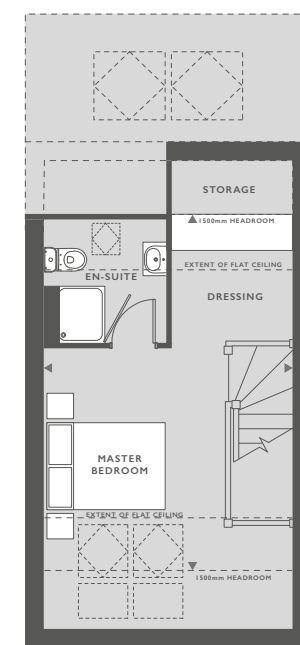 STORAGE
1500mm HEADROOM
EXTENT OF FLAT CEILING
EN-SUITE
DRESSING
MASTER
BEDROOM
EXTENT OF FLAT CEILING
1500mm HEADROOM